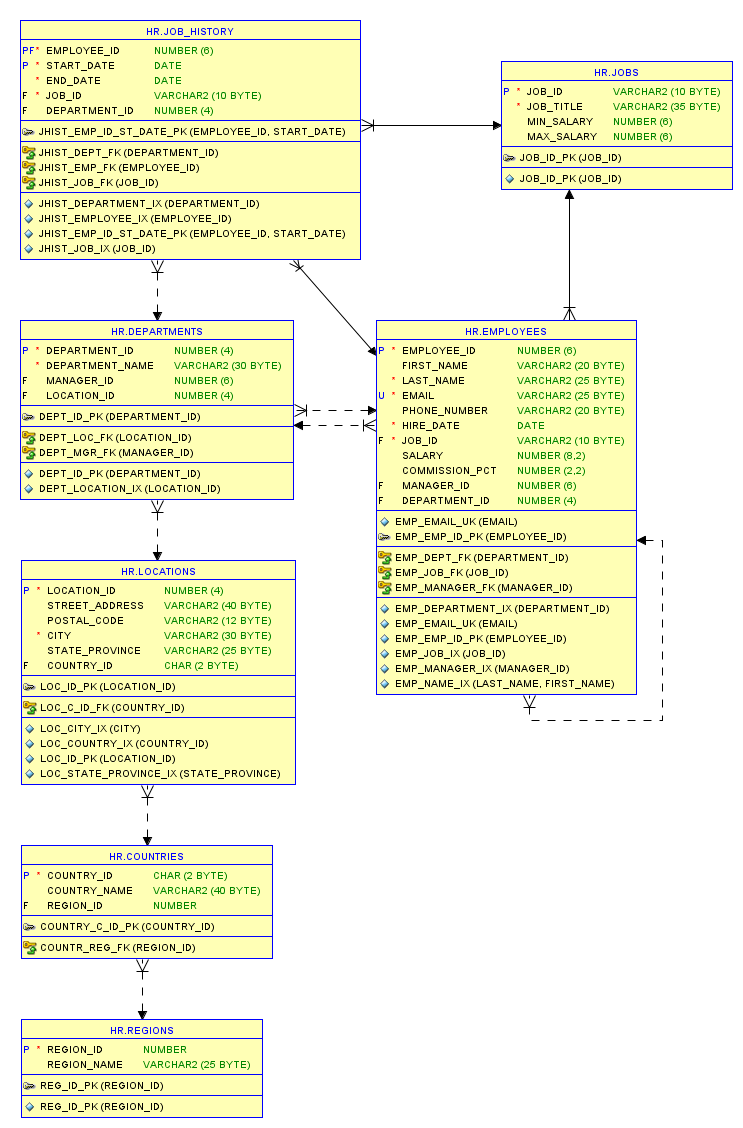 HR.JOB_HISTORY
PF* EMPLOYEE_ID NUMBER (6)
P * START_DATE DATE
* END_DATE DATE
F * JOB_ID VARCHAR2 (10 BYTE)
F DEPARTMENT_ID NUMBER (4)
JHIST_EMP_ID_ST_DATE_PK (EMPLOYEE_ID, START_DATE)
JHIST_DEPT_FK (DEPARTMENT_ID)
JHIST_EMP_FK (EMPLOYEE_ID)
JHIST_JOB_FK (JOB_ID)
JHIST_DEPARTMENT_IX (DEPARTMENT_ID)
JHIST_EMPLOYEE_IX (EMPLOYEE_ID)
JHIST_EMP_ID_ST_DATE_PK (EMPLOYEE_ID, START_DATE)
JHIST_JOB_IX (JOB_ID)
HR.JOBS
P * JOB_ID VARCHAR2 (10 BYTE)
* JOB_TITLE VARCHAR2 (35 BYTE)
MIN_SALARY NUMBER (6)
MAX_SALARY NUMBER (6)
JOB_ID_PK (JOB_ID)
JOB_ID_PK (JOB_ID)
HR.DEPARTMENTS
P * DEPARTMENT_ID NUMBER (4)
* DEPARTMENT_NAME VARCHAR2 (30 BYTE)
F MANAGER_ID NUMBER (6)
F LOCATION_ID NUMBER (4)
DEPT_ID_PK (DEPARTMENT_ID)
DEPT_LOC_FK (LOCATION_ID)
DEPT_MGR_FK (MANAGER_ID)
DEPT_ID_PK (DEPARTMENT_ID)
DEPT_LOCATION_IX (LOCATION_ID)
HR.EMPLOYEES
P * EMPLOYEE_ID NUMBER (6)
FIRST_NAME VARCHAR2 (20 BYTE)
* LAST_NAME VARCHAR2 (25 BYTE)
U * EMAIL VARCHAR2 (25 BYTE)
PHONE_NUMBER VARCHAR2 (20 BYTE)
* HIRE_DATE DATE
F * JOB_ID VARCHAR2 (10 BYTE)
SALARY NUMBER (8,2)
COMMISSION_PCT NUMBER (2,2)
F MANAGER_ID NUMBER (6)
F DEPARTMENT_ID NUMBER (4)
EMP_EMAIL_UK (EMAIL)
EMP_EMP_ID_PK (EMPLOYEE_ID)
EMP_DEPT_FK (DEPARTMENT_ID)
EMP_JOB_FK (JOB_ID)
EMP_MANAGER_FK (MANAGER_ID)
EMP_DEPARTMENT_IX (DEPARTMENT_ID)
EMP_EMAIL_UK (EMAIL)
EMP_EMP_ID_PK (EMPLOYEE_ID)
EMP_JOB_IX (JOB_ID)
EMP_MANAGER_IX (MANAGER_ID)
EMP_NAME_IX (LAST_NAME, FIRST_NAME)
HR.LOCATIONS
P * LOCATION_ID NUMBER (4)
STREET_ADDRESS VARCHAR2 (40 BYTE)
POSTAL_CODE VARCHAR2 (12 BYTE)
* CITY VARCHAR2 (30 BYTE)
STATE_PROVINCE VARCHAR2 (25 BYTE)
F COUNTRY_ID CHAR (2 BYTE)
LOC_ID_PK (LOCATION_ID)
LOC_C_ID_FK (COUNTRY_ID)
LOC_CITY_IX (CITY)
LOC_COUNTRY_IX (COUNTRY_ID)
LOC_ID_PK (LOCATION_ID)
LOC_STATE_PROVINCE_IX (STATE_PROVINCE)
HR.COUNTRIES
P * COUNTRY_ID CHAR (2 BYTE)
COUNTRY_NAME VARCHAR2 (40 BYTE)
F REGION_ID NUMBER
COUNTRY_C_ID_PK (COUNTRY_ID)
COUNTR_REG_FK (REGION_ID)
HR.REGIONS
P * REGION_ID NUMBER
REGION_NAME VARCHAR2 (25 BYTE)
REG_ID_PK (REGION_ID)
REG_ID_PK (REGION_ID)